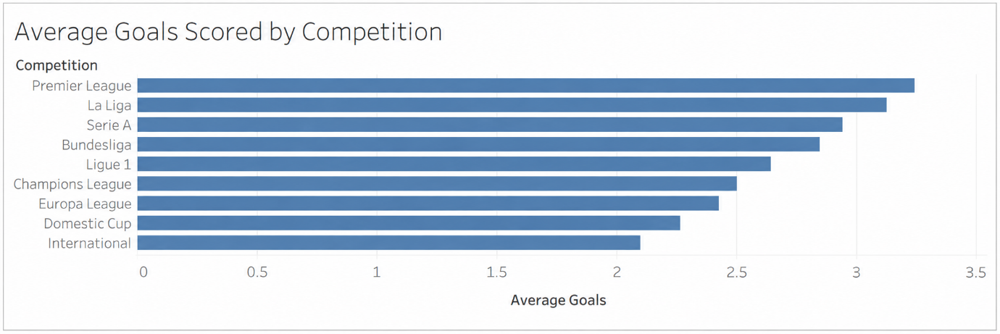 Average Goals Scored by Competition
Competition
Premier League
La Liga
Serie A
Bundesliga
Ligue 1
Champions League
Europa League
Domestic Cup
International
0 0.5 1 1.5 2 2.5 3 3.5
Average Goals